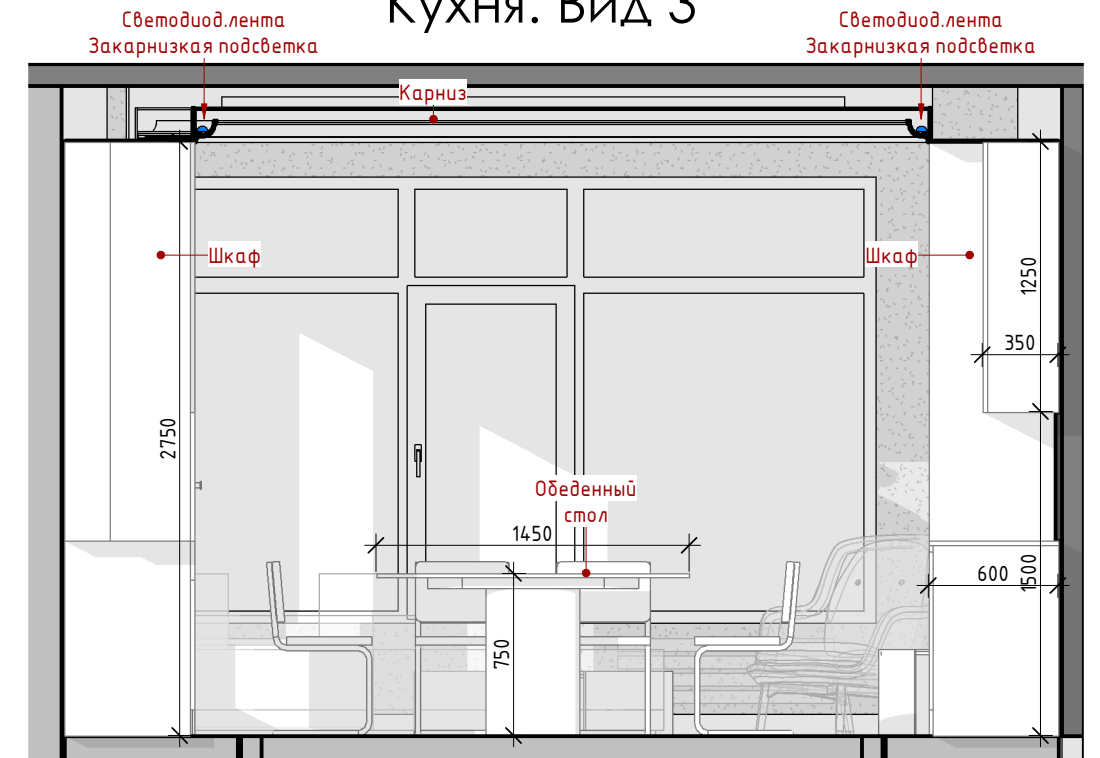 Кухня. Вид 3
Светодиод.лента
Закарнизкая подсветка
Светодиод.лента
Закарнизкая подсветка
Карниз
Шкаф
Шкаф
1250
350
2750
Обеденный
стол
1450
600
1500
750